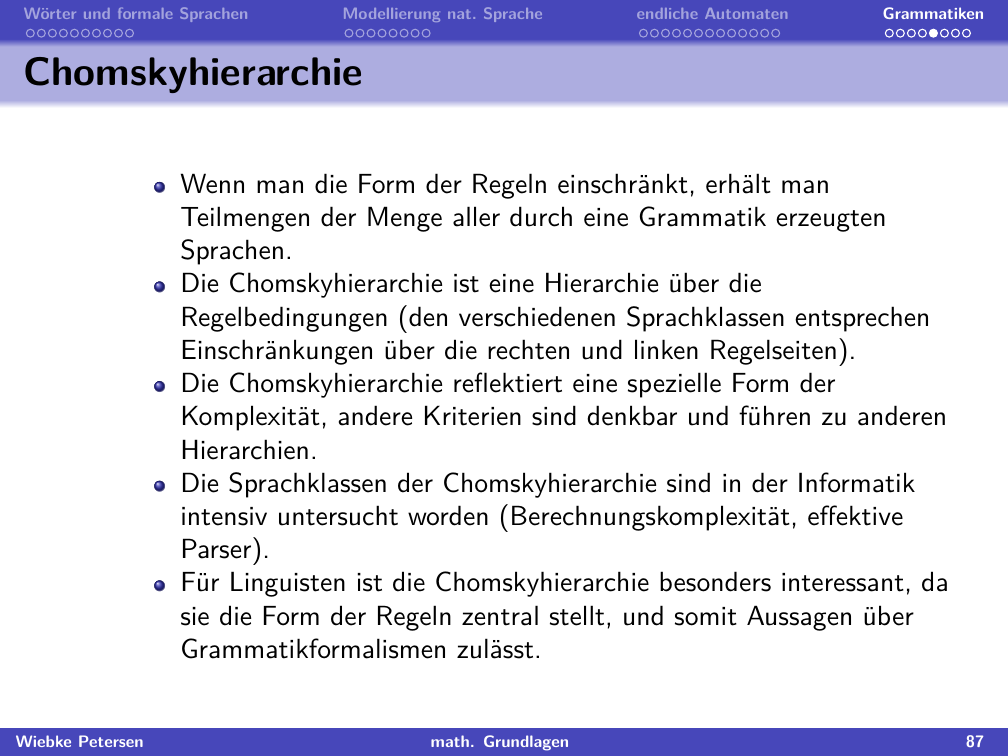 Wörter und formale Sprachen Modellierung nat. Sprache endliche Automaten Grammatiken
Chomskyhierarchie
Wenn man die Form der Regeln einschränkt, erhält man
Teilmengen der Menge aller durch eine Grammatik erzeugten
Sprachen.
Die Chomskyhierarchie ist eine Hierarchie über die
Regelbedingungen (den verschiedenen Sprachklassen entsprechen
Einschränkungen über die rechten und linken Regelseiten).
Die Chomskyhierarchie reflektiert eine spezielle Form der
Komplexität, andere Kriterien sind denkbar und führen zu anderen
Hierarchien.
Die Sprachklassen der Chomskyhierarchie sind in der Informatik
intensiv untersucht worden (Berechnungskomplexität, effektive
Parser).
Für Linguisten ist die Chomskyhierarchie besonders interessant, da
sie die Form der Regeln zentral stellt, und somit Aussagen über
Grammatikformalismen zulässt.
Wiebke Petersen math. Grundlagen 87